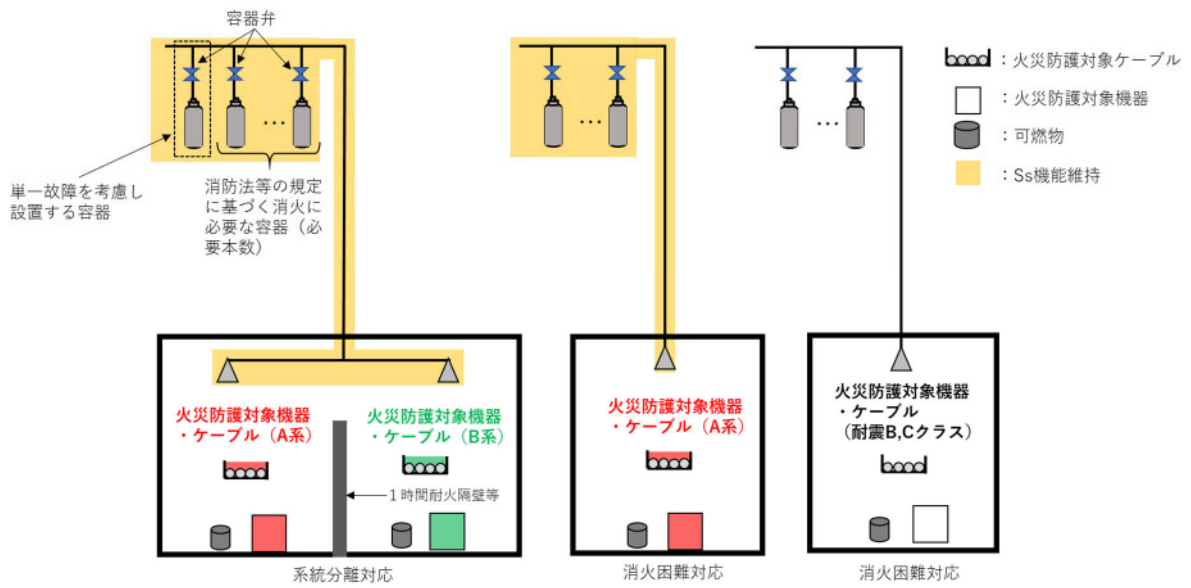 容器弁
単一故障を考慮し
設置する容器
消防法等の規定
に基づく消火に
必要な容器（必
要本数）
…
…
…
：火災防護対象ケーブル
：火災防護対象機器
：可燃物
：Ss機能維持
火災防護対象機器
・ケーブル（A系）
火災防護対象機器
・ケーブル（B系）
1時間耐火隔壁等
系統分離対応
火災防護対象機器
・ケーブル（A系）
消火困難対応
火災防護対象機器
・ケーブル
（耐震B,Cクラス）
消火困難対応